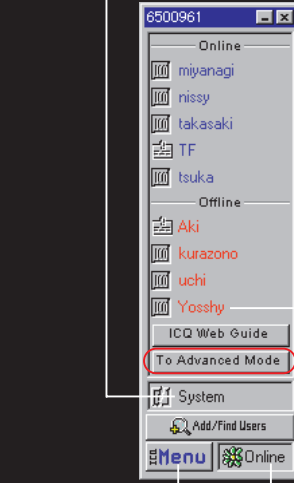 6500961
Online
miyanagi
nissy
takasaki
TF
tsuka
Offline
Aki
kurazono
uchi
Yosshy
ICQ Web Guide
To Advanced Mode
System
Add/Find Users
ICQ Menu
Online